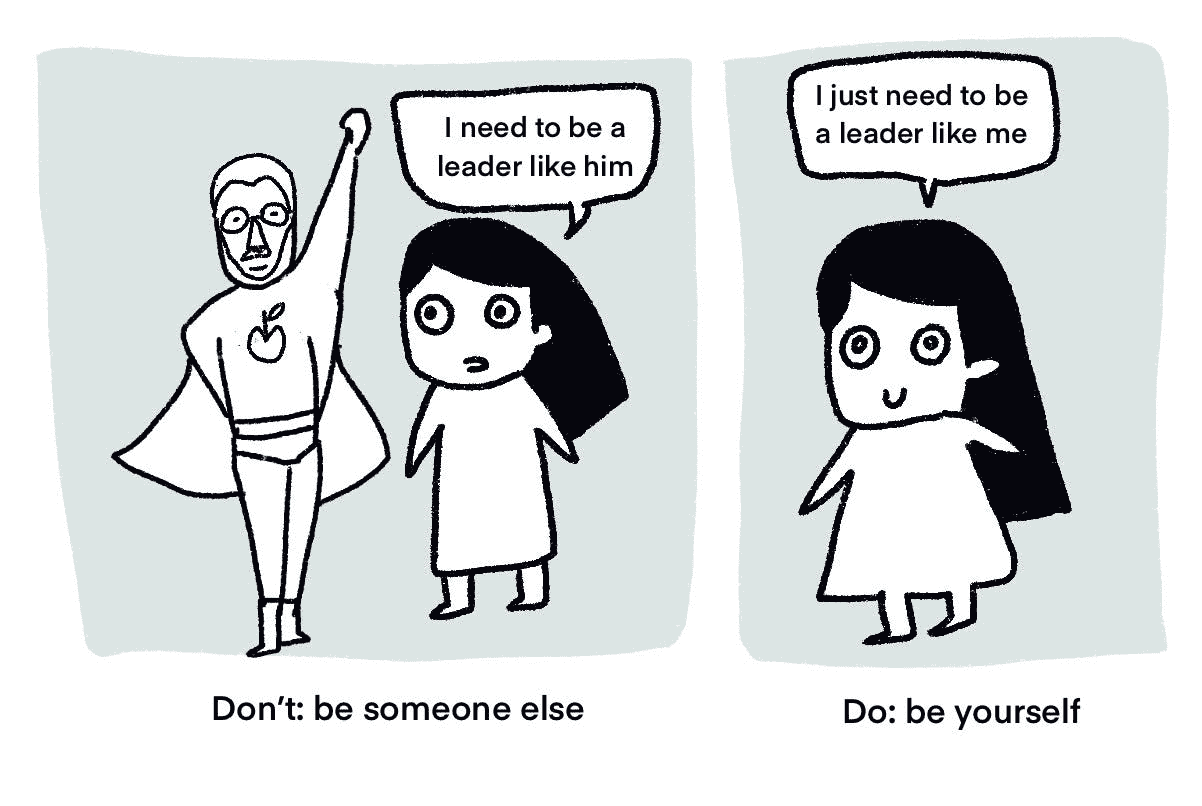 I need to be a
leader like him
I just need to be
a leader like me
Don't: be someone else
Do: be yourself